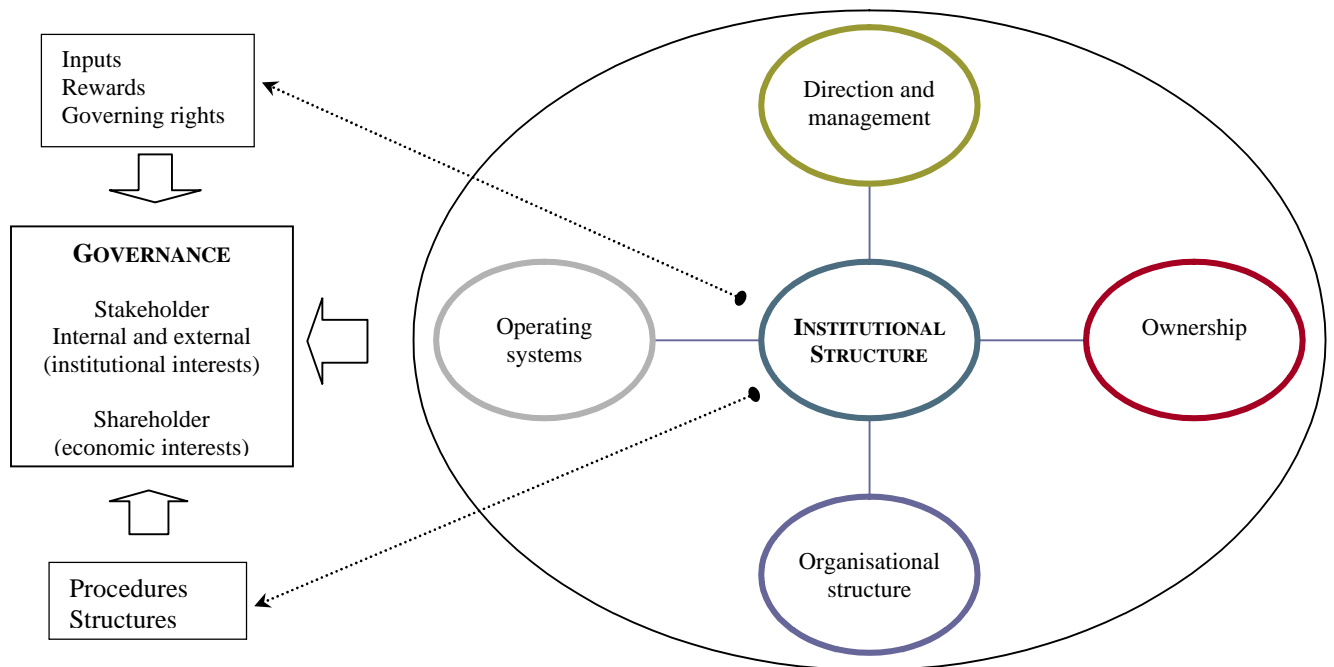 Inputs
Rewards
Governing rights
GOVERNANCE
Stakeholder
Internal and external
(institutional interests)
Shareholder
(economic interests)
Procedures
Structures
Direction and
management
Operating
systems
INSTITUTIONAL
STRUCTURE
Ownership
Organisational
structure